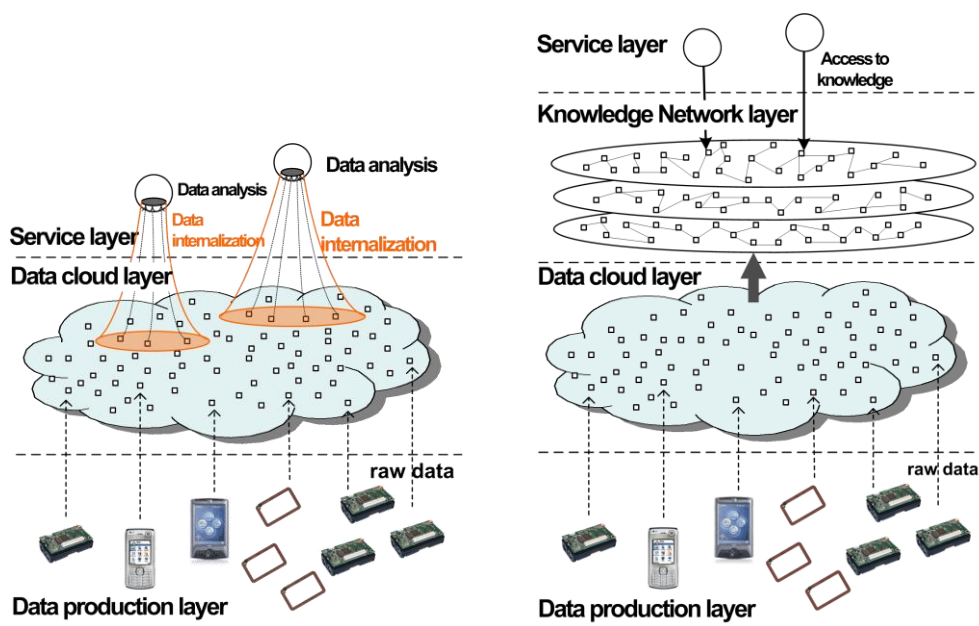 Data analysis
Data analysis
Data
internalization
Data
internalization
Service layer
Data cloud layer
raw data
Data production layer
Service layer
Access to
knowledge
Knowledge Network layer
Data cloud layer
raw data
Data production layer